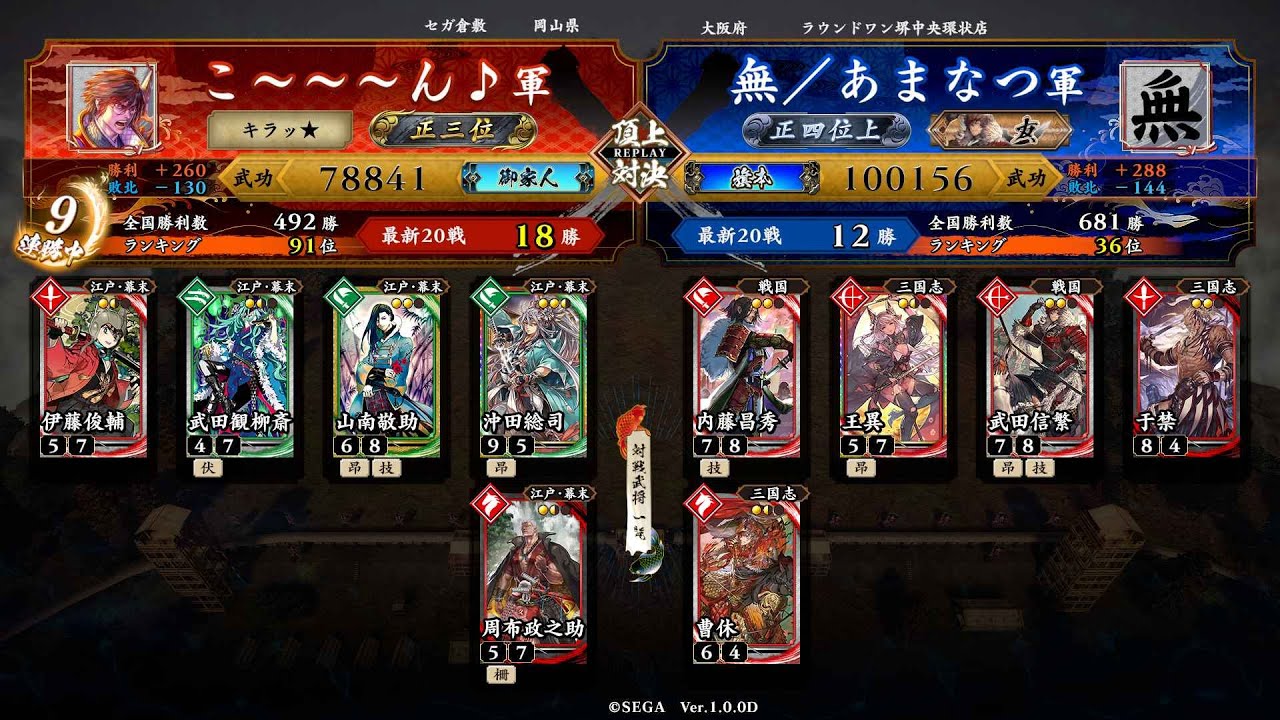 セガ倉敷 岡山県
大阪府 ラウンドワン堺中央環状店
こ～～～ん♪軍
無／あまなつ軍
無
キラッ★ 正三位
正四位上
頂上
REPLAY
対決
勝利 +260
敗北 -130
武功 78841 御家人
旗本 100156 武功
勝利 +288
敗北 -144
9
連勝中
全国勝利数 492勝
ランキング 91位
最新20戦 18勝
最新20戦 12勝
全国勝利数 681勝
ランキング 36位
江戸・幕末 江戸・幕末 江戸・幕末 江戸・幕末 戦国 三国志 戦国 三国志
伊藤俊輔 武田観柳斎 山南敬助 沖田総司 内藤昌秀 王異 武田信繁 于禁
5 7 4 7 6 8 9 5 7 8 5 7 7 8 8 4
伏 昂 技 昂 技 昂 昂 技
対戦武将一覧
江戸・幕末 三国志
周布政之助 曹休
5 7 6 4
柵
©SEGA Ver.1.0.0D